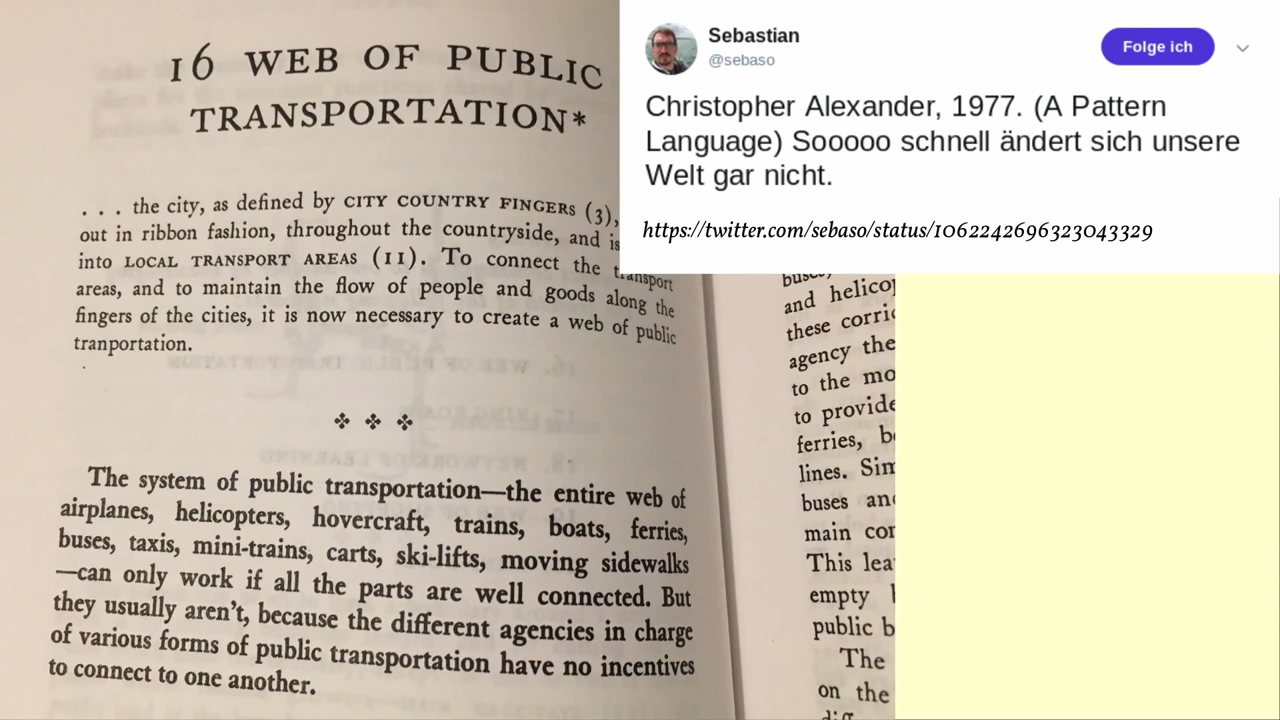 16 WEB OF PUBLIC
TRANSPORTATION*
. . . the city, as defined by CITY COUNTRY FINGERS (3),
out in ribbon fashion, throughout the countryside, and is
into LOCAL TRANSPORT AREAS (11). To connect the transport
areas, and to maintain the flow of people and goods along the
fingers of the cities, it is now necessary to create a web of public
tranportation.
The system of public transportation—the entire web of
airplanes, helicopters, hovercraft, trains, boats, ferries,
buses, taxis, mini-trains, carts, ski-lifts, moving sidewalks
—can only work if all the parts are well connected. But
they usually aren't, because the different agencies in charge
of various forms of public transportation have no incentives
to connect to one another.
Sebastian
@sebaso
Folge ich
Christopher Alexander, 1977. (A Pattern
Language) Sooooo schnell ändert sich unsere
Welt gar nicht.
https://twitter.com/sebaso/status/1062242696323043329
buses,
and
these
agency the
to the
to provide
ferries,
lines.
buses and
main
This
empty
public
The
on the